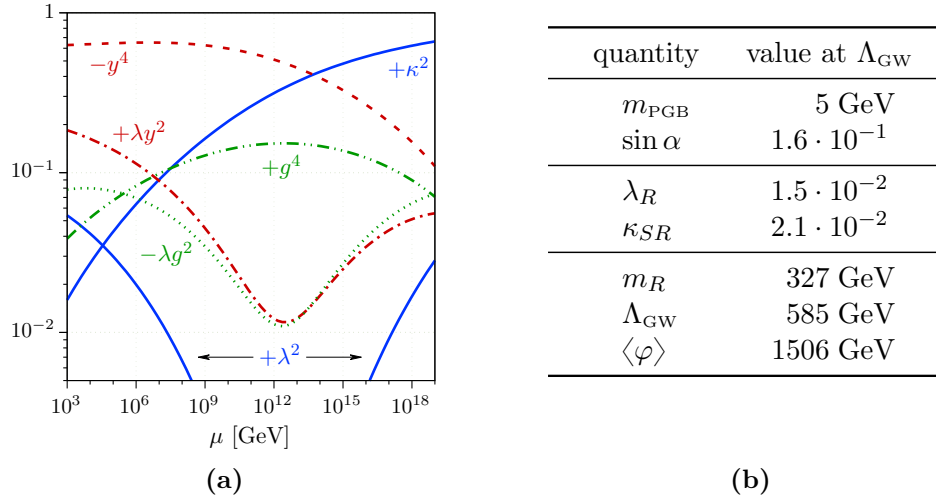 1
10⁻¹
10⁻²
−y⁴
+κ²
+λy²
+g⁴
−λg²
+λ²
10³ 10⁶ 10⁹ 10¹² 10¹⁵ 10¹⁸
μ [GeV]
(a)
quantity value at Λ_GW
m_PGB 5 GeV
sin α 1.6 · 10⁻¹
λ_R 1.5 · 10⁻²
κ_SR 2.1 · 10⁻²
m_R 327 GeV
Λ_GW 585 GeV
⟨φ⟩ 1506 GeV
(b)